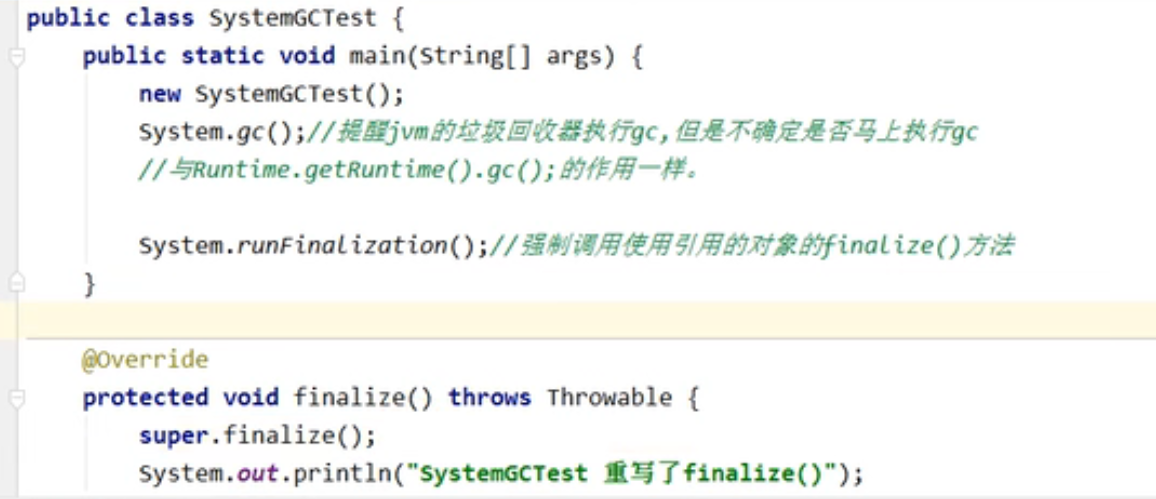 public class SystemGCTest {
public static void main(String[] args) {
new SystemGCTest();
System.gc();//提醒jvm的垃圾回收器执行gc,但是不确定是否马上执行gc
//与Runtime.getRuntime().gc();的作用一样。
System.runFinalization();//强制调用使用引用的对象的finalize()方法
}
@Override
protected void finalize() throws Throwable {
super.finalize();
System.out.println("SystemGCTest 重写了finalize()");